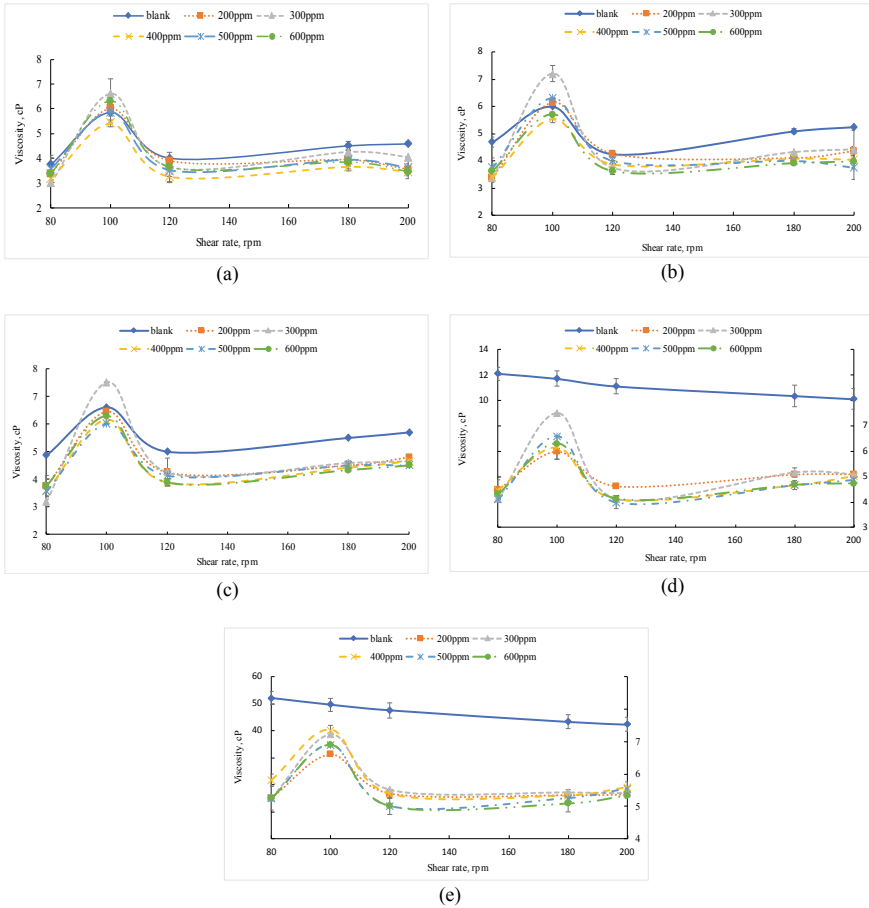 blank 200ppm 300ppm
400ppm 500ppm 600ppm
8
7
6
5
4
3
2
Viscosity, cP
80 100 120 140 160 180 200
Shear rate, rpm
(a)
blank 200ppm 300ppm
400ppm 500ppm 600ppm
8
7
6
5
4
3
2
Viscosity, cP
80 100 120 140 160 180 200
Shear rate, rpm
(b)
blank 200ppm 300ppm
400ppm 500ppm 600ppm
8
7
6
5
4
3
2
Viscosity, cP
80 100 120 140 160 180 200
Shear rate, rpm
(c)
blank 200ppm 300ppm
400ppm 500ppm 600ppm
14
12
10
8
6
4
2
Viscosity, cP
7
6
5
4
3
80 100 120 140 160 180 200
Shear rate, rpm
(d)
blank 200ppm 300ppm
400ppm 500ppm 600ppm
60
50
40
Viscosity, cP
7
6
5
4
80 100 120 140 160 180 200
Shear rate, rpm
(e)